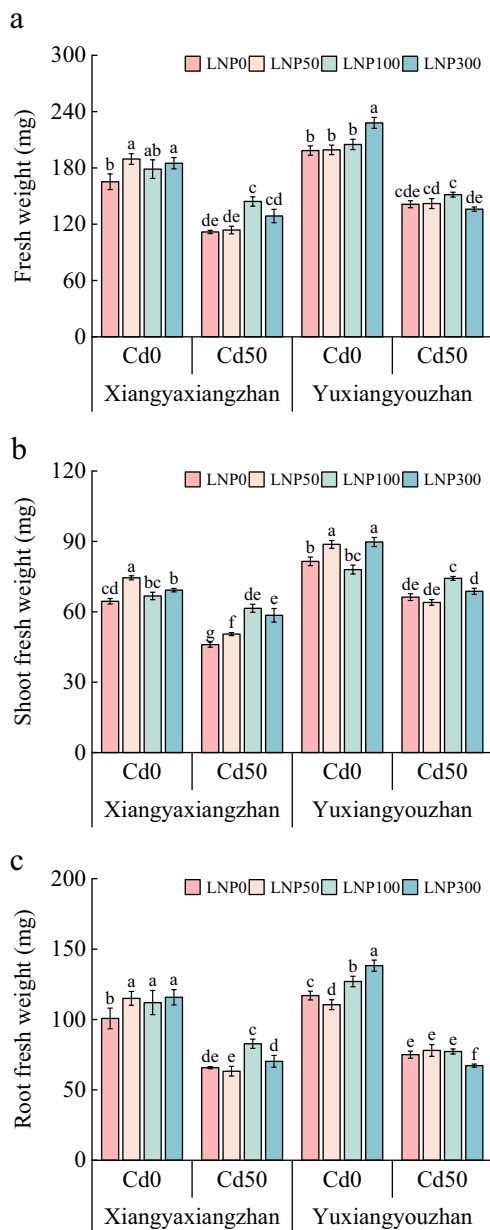 a
300
LNP0 LNP50 LNP100 LNP300
a
a ab a
240
b b b
b
180
c
cd
de de
cde cd c de
120
60
0
Fresh weight (mg)
Cd0 Cd50 Cd0 Cd50
Xiangyaxiangzhan Yuxiangyouzhan
b
120
LNP0 LNP50 LNP100 LNP300
a a
b bc
90
a
cd bc b
c
de de d
60
g f de e
30
0
Shoot fresh weight (mg)
Cd0 Cd50 Cd0 Cd50
Xiangyaxiangzhan Yuxiangyouzhan
c
200
LNP0 LNP50 LNP100 LNP300
150
a
b
c d
b a a a
100
c
de e d
e e e f
50
0
Root fresh weight (mg)
Cd0 Cd50 Cd0 Cd50
Xiangyaxiangzhan Yuxiangyouzhan